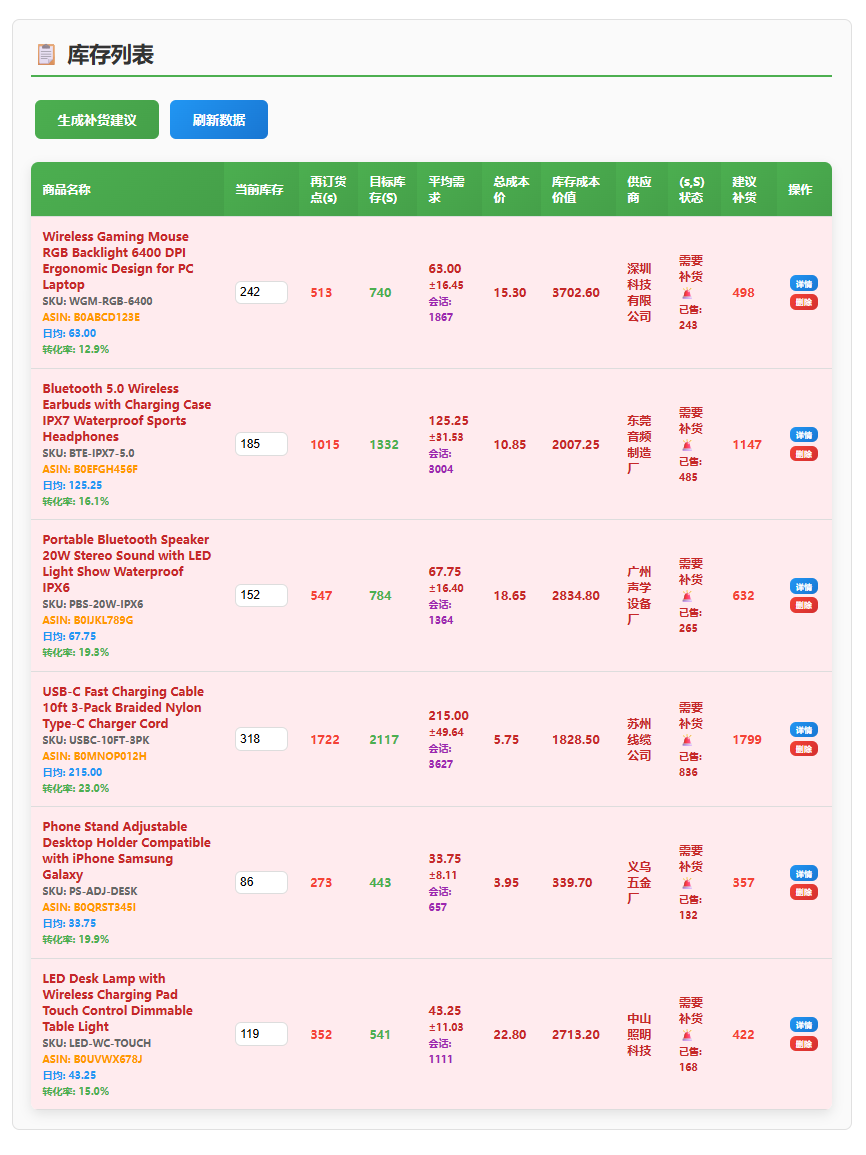 📋 库存列表
生成补货建议 刷新数据
商品名称 当前库存 再订货点(s) 目标库存(S) 平均需求 总成本价 库存成本价值 供应商 (s,S)状态 建议补货 操作
Wireless Gaming Mouse
RGB Backlight 6400 DPI
Ergonomic Design for PC
Laptop
SKU: WGM-RGB-6400
ASIN: B0ABCD123E
日均: 63.00
转化率: 12.9%
242
513
740
63.00
±16.45
会话:
1867
15.30
3702.60
深圳
科技
有限
公司
需要
补货
🚨
已售:
243
498
详情
删除
Bluetooth 5.0 Wireless
Earbuds with Charging Case
IPX7 Waterproof Sports
Headphones
SKU: BTE-IPX7-5.0
ASIN: B0EFGH456F
日均: 125.25
转化率: 16.1%
185
1015
1332
125.25
±31.53
会话:
3004
10.85
2007.25
东莞
音频
制造
厂
需要
补货
🚨
已售:
485
1147
详情
删除
Portable Bluetooth Speaker
20W Stereo Sound with LED
Light Show Waterproof
IPX6
SKU: PBS-20W-IPX6
ASIN: B0IJKL789G
日均: 67.75
转化率: 19.3%
152
547
784
67.75
±16.40
会话:
1364
18.65
2834.80
广州
声学
设备
厂
需要
补货
🚨
已售:
265
632
详情
删除
USB-C Fast Charging Cable
10ft 3-Pack Braided Nylon
Type-C Charger Cord
SKU: USBC-10FT-3PK
ASIN: B0MNOP012H
日均: 215.00
转化率: 23.0%
318
1722
2117
215.00
±49.64
会话:
3627
5.75
1828.50
苏州
线缆
公司
需要
补货
🚨
已售:
836
1799
详情
删除
Phone Stand Adjustable
Desktop Holder Compatible
with iPhone Samsung
Galaxy
SKU: PS-ADJ-DESK
ASIN: B0QRST345I
日均: 33.75
转化率: 19.9%
86
273
443
33.75
±8.11
会话:
657
3.95
339.70
义乌
五金
厂
需要
补货
🚨
已售:
132
357
详情
删除
LED Desk Lamp with
Wireless Charging Pad
Touch Control Dimmable
Table Light
SKU: LED-WC-TOUCH
ASIN: B0UVWX678J
日均: 43.25
转化率: 15.0%
119
352
541
43.25
±11.03
会话:
1111
22.80
2713.20
中山
照明
科技
需要
补货
🚨
已售:
168
422
详情
删除